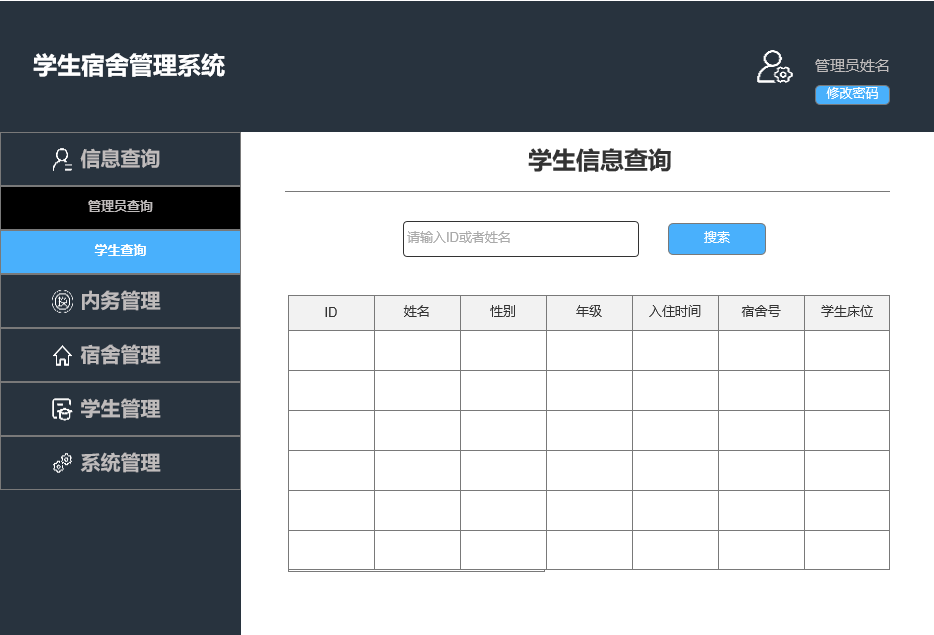 学生宿舍管理系统
管理员姓名
修改密码
信息查询
管理员查询
学生查询
内务管理
宿舍管理
学生管理
系统管理
学生信息查询
请输入ID或者姓名
搜索
ID 姓名 性别 年级 入住时间 宿舍号 学生床位